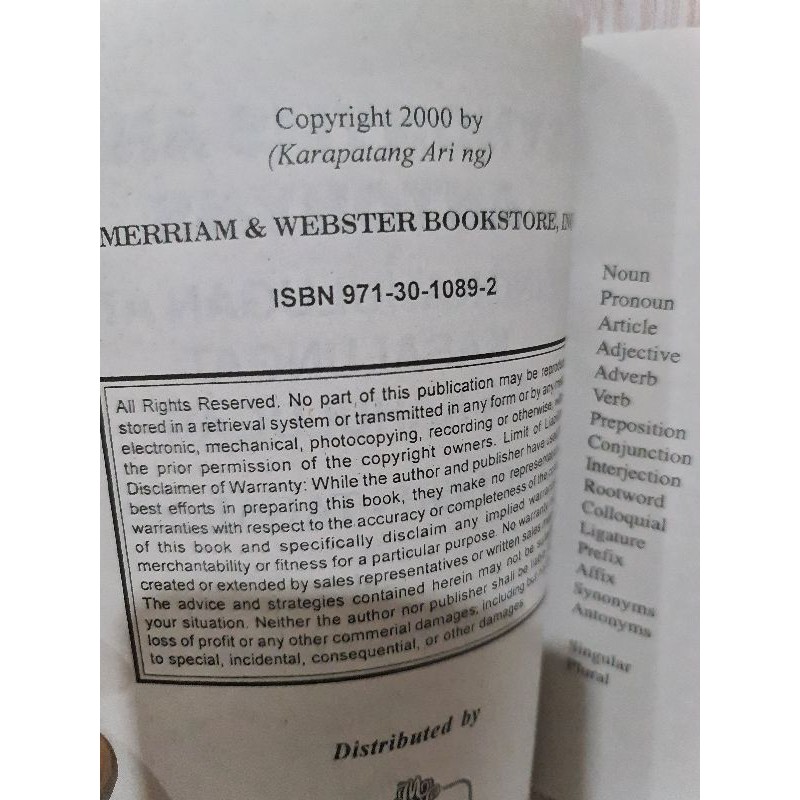 Copyright 2000 by
(Karapatang Ari ng)
MERRIAM & WEBSTER BOOKSTORE,
ISBN 971-30-1089-2
All Rights Reserved. No part of this publication may be
stored in a retrieval system or transmitted in any form or by any
electronic, mechanical, photocopying, recording or otherwise,
the prior permission of the copyright owners. Limit of
Disclaimer of Warranty: While the author and publisher have
best efforts in preparing this book, they make no
warranties with respect to the accuracy or completeness of the
of this book and specifically disclaim any implied
merchantability or fitness for a particular purpose. No
created or extended by sales representatives or written sales
The advice and strategies contained herein may not be
your situation. Neither the author nor publisher shall be
loss of profit or any other commerial damages, including
to special, incidental, consequential, or other damages
Distributed by
Noun
Pronoun
Article
Adjective
Adverb
Verb
Preposition
Conjunction
Interjection
Rootword
Colloquial
Ligature
Prefix
Affix
Synonyms
Antonyms
Singular
Plural